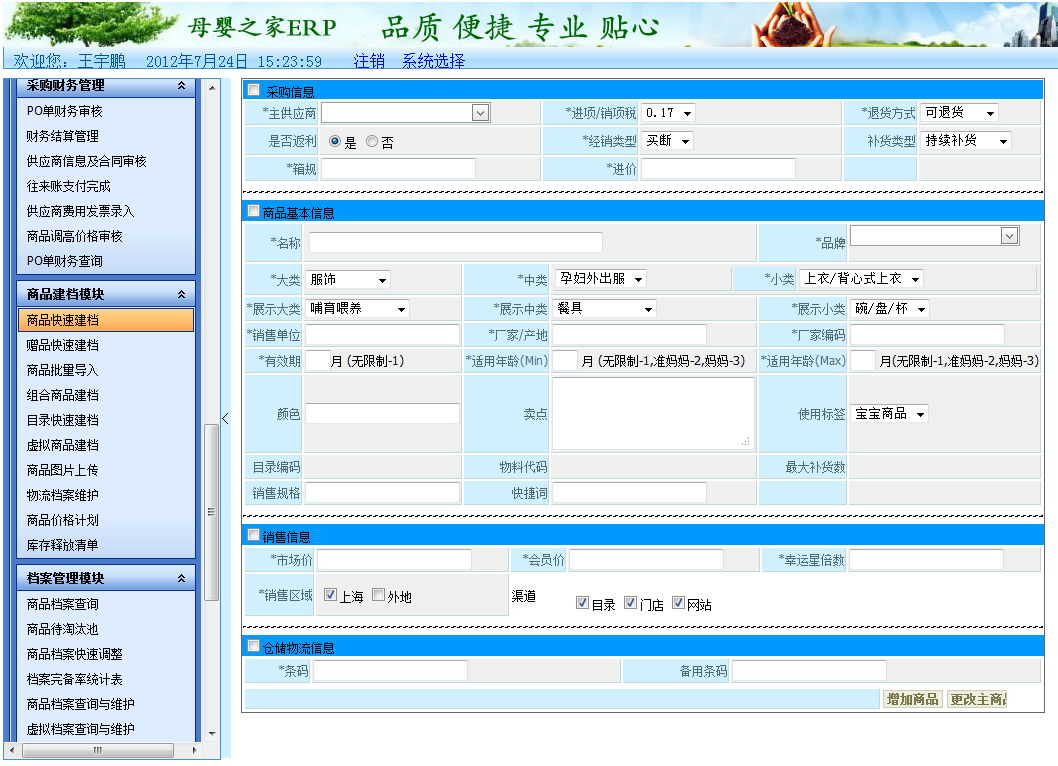 母婴之家ERP 品质 便捷 专业 贴心
欢迎您: 王宇鹏 2012年7月24日 15:23:59 注销 系统选择
采购财务管理
PO单财务审核
财务结算管理
供应商信息及合同审核
往来账支付完成
供应商费用发票录入
商品调高价格审核
PO单财务查询
商品建档模块
商品快速建档
赠品快速建档
商品批量导入
组合商品建档
目录快速建档
虚拟商品建档
商品图片上传
物流档案维护
商品价格计划
库存释放清单
档案管理模块
商品档案查询
商品待淘汰池
商品档案快速调整
档案完备率统计表
商品档案查询与维护
虚拟档案查询与维护
采购信息
*主供应商 *进项/销项税 0.17 *退货方式 可退货
是否返利 是 否 *经销类型 买断 补货类型 持续补货
*箱规 *进价
商品基本信息
*名称 *品牌
*大类 服饰 *中类 孕妇外出服 *小类 上衣/背心式上衣
*展示大类 哺育喂养 *展示中类 餐具 *展示小类 碗/盘/杯
*销售单位 *厂家/产地 *厂家编码
*有效期 月 (无限制-1) *适用年龄(Min) 月 (无限制-1,准妈妈-2,妈妈-3) *适用年龄(Max) 月(无限制-1,准妈妈-2,妈妈-3)
颜色 卖点 使用标签 宝宝商品
目录编码 物料代码 最大补货数
销售规格 快捷词
销售信息
*市场价 *会员价 *幸运星倍数
*销售区域 上海 外地 渠道 目录 门店 网站
仓储物流信息
*条码 备用条码
增加商品 更改主商品